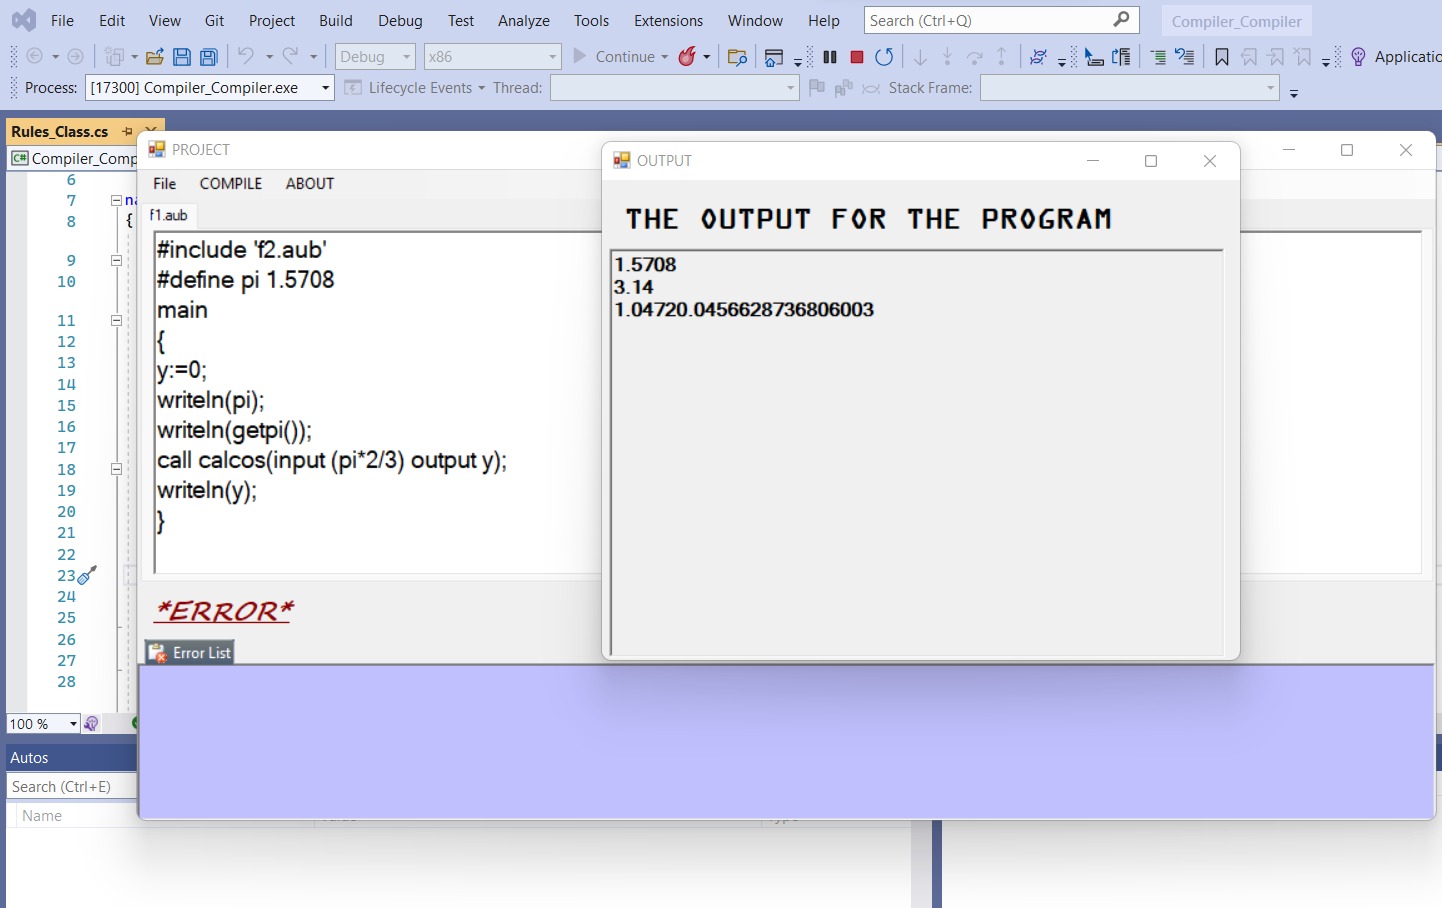 File Edit View Git Project Build Debug Test Analyze Tools Extensions Window Help Search (Ctrl+Q) Compiler_Compiler
Debug x86 Continue Applicatio
Process: [17300] Compiler_Compiler.exe Lifecycle Events Thread: Stack Frame:
Rules_Class.cs
C# Compiler_Comp
6
7 na
8 {
9
10
11
12
13
14
15
16
17
18
19
20
21
22
23
24
25
26
27
28
100 %
Autos
Search (Ctrl+E)
Name
PROJECT
File COMPILE ABOUT
f1.aub
#include 'f2.aub'
#define pi 1.5708
main
{
y:=0;
writeln(pi);
writeln(getpi());
call calcos(input (pi*2/3) output y);
writeln(y);
}
*ERROR*
Error List
OUTPUT
THE OUTPUT FOR THE PROGRAM
1.5708
3.14
1.04720.0456628736806003